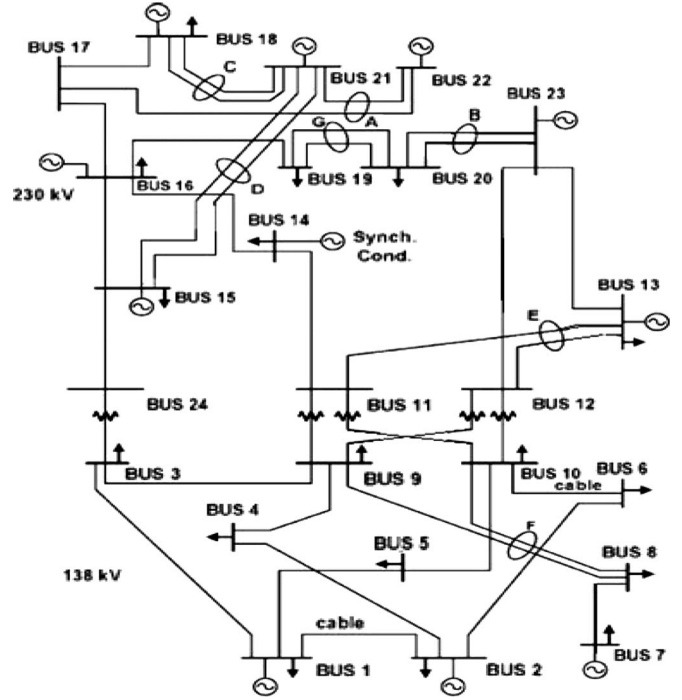 BUS 18
BUS 17
BUS 21
BUS 22
C
BUS 23
A
B
G
BUS 16
BUS 19
BUS 20
D
230 kV
BUS 14
Synch.
Cond.
BUS 15
BUS 13
E
BUS 24
BUS 11
BUS 12
BUS 3
BUS 9
BUS 10
BUS 6
cable
BUS 4
F
BUS 5
BUS 8
138 kV
cable
BUS 7
BUS 1
BUS 2